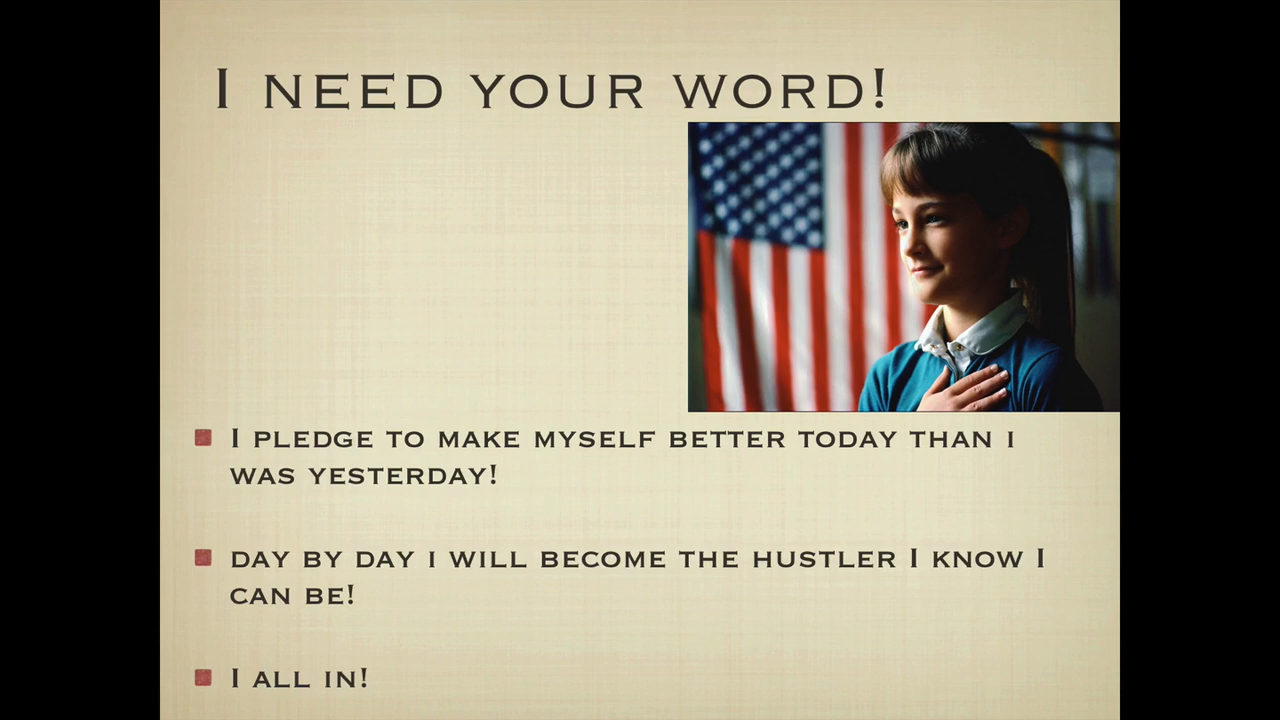 I NEED YOUR WORD!
I PLEDGE TO MAKE MYSELF BETTER TODAY THAN I
WAS YESTERDAY!
DAY BY DAY I WILL BECOME THE HUSTLER I KNOW I
CAN BE!
I ALL IN!